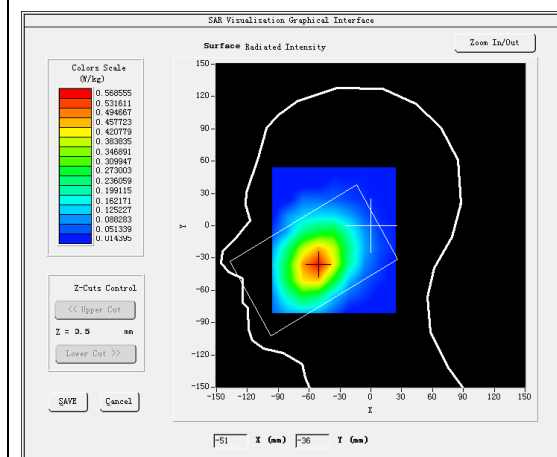 SAR Visualisation Graphical Interface
Surface Radiated Intensity
Zoom In/Out
Colors Scale
(W/kg)
0.568555
0.531611
0.494667
0.457723
0.420779
0.383835
0.346891
0.309947
0.273003
0.236059
0.199115
0.162171
0.125227
0.088283
0.051339
0.014395
Z-Cuts Control
<< Upper Cut
Z = 3.5 mm
Lower Cut >>
SAVE
Cancel
150
120
90
60
30
0
-30
-60
-90
-120
-150
Y
-150 -120 -90 -60 -30 0 30 60 90 120 150
X
-51 X (mm) -36 Y (mm)